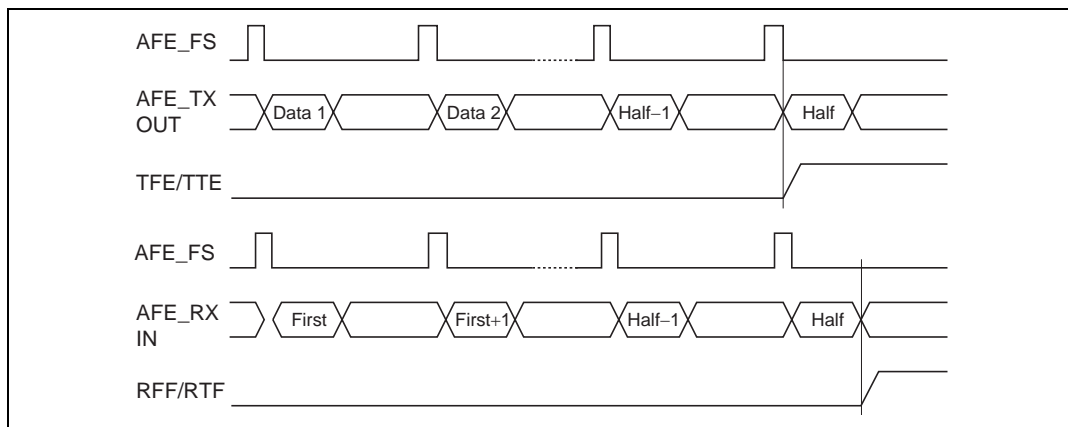 AFE_FS
AFE_TX
OUT
Data 1
Data 2
Half−1
Half
TFE/TTE
AFE_FS
AFE_RX
IN
First
First+1
Half−1
Half
RFF/RTF